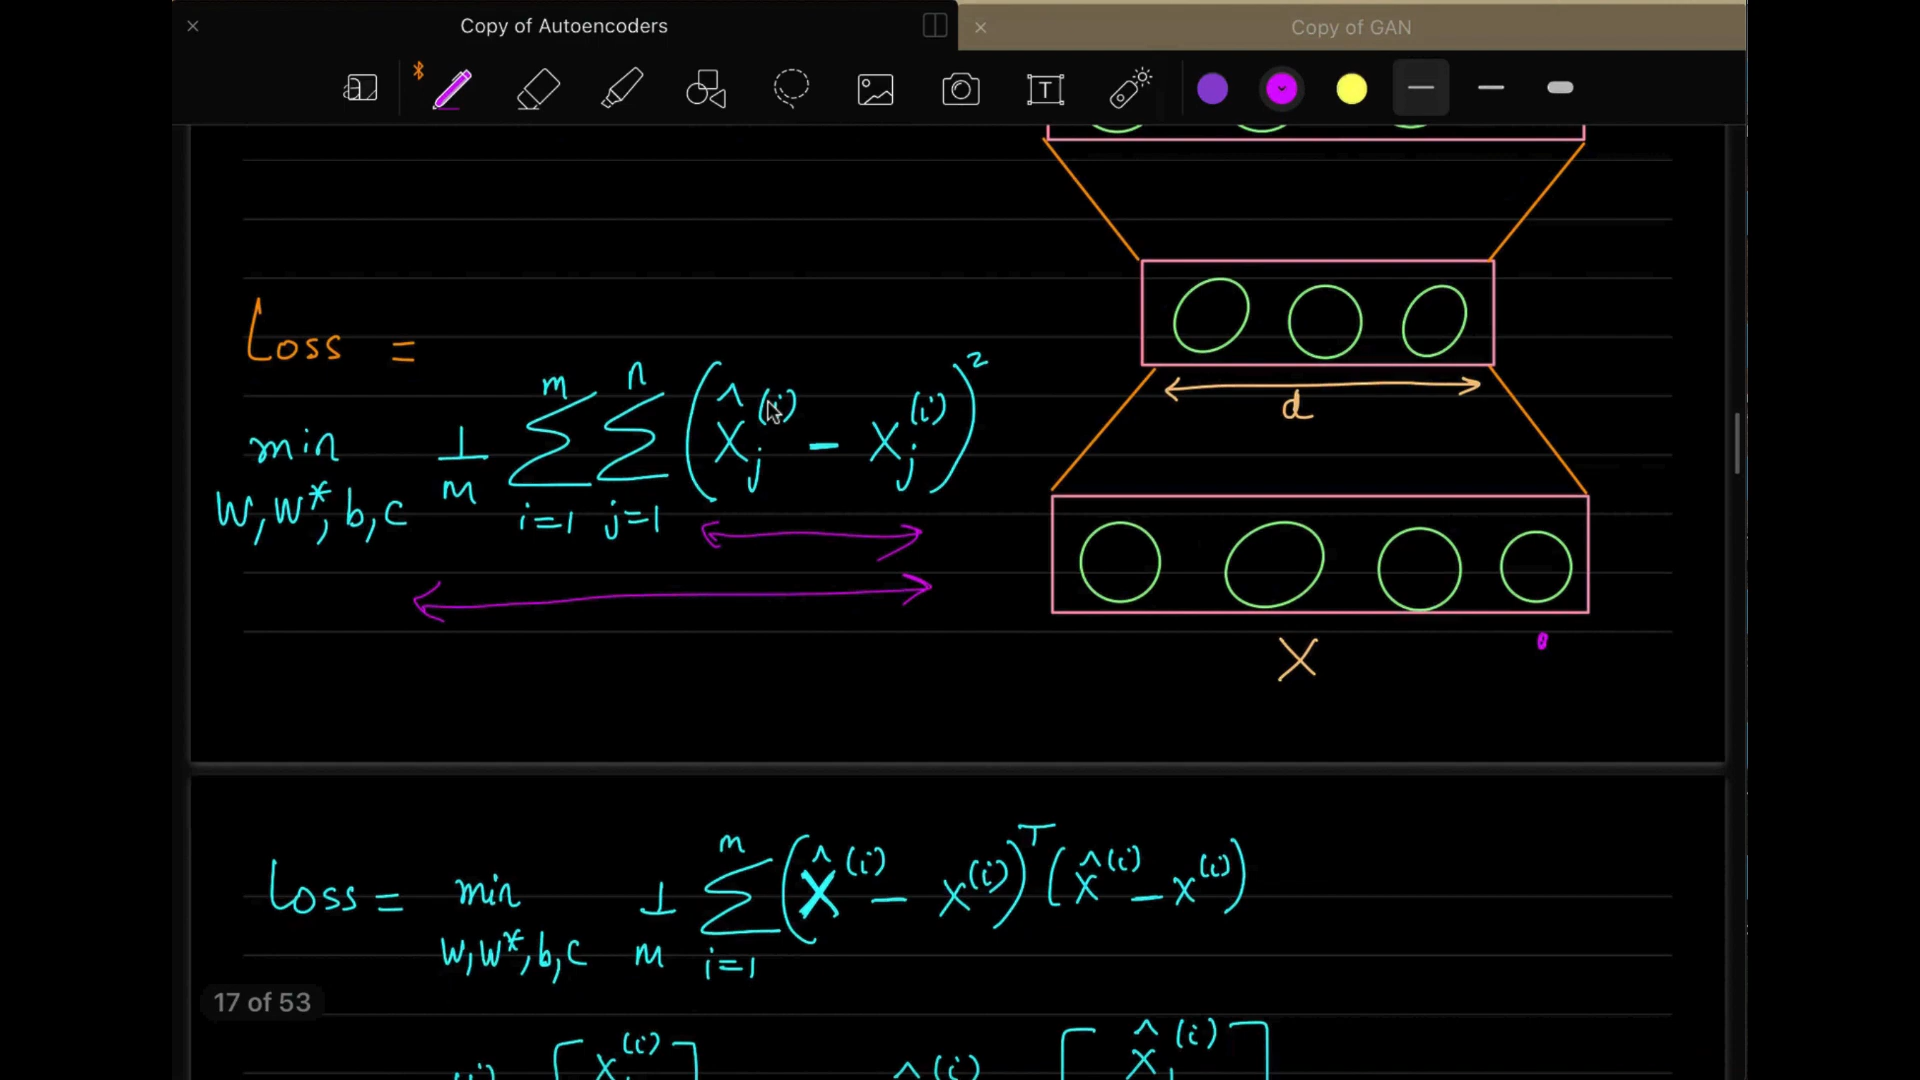 Copy of Autoencoders
Copy of GAN
T
Loss =
min 1/m Σ_{i=1}^{m} Σ_{j=1}^{n} (x̂_j^{(i)} - x_j^{(i)})^2
W, W*, b, c
d
X
Loss = min 1/m Σ_{i=1}^{m} (x̂^{(i)} - x^{(i)})^T (x̂^{(i)} - x^{(i)})
W, W*, b, c
17 of 53
x^{(i)} x̂^{(i)}